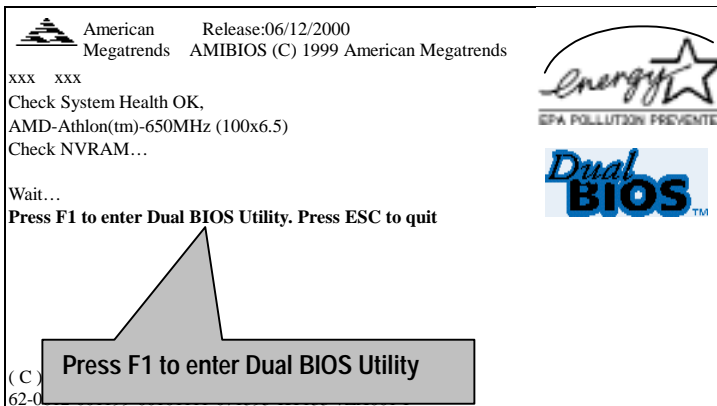 American Release:06/12/2000
Megatrends AMIBIOS (C) 1999 American Megatrends
energy
EPA POLLUTION PREVENTE
xxx xxx
Check System Health OK,
AMD-Athlon(tm)-650MHz (100x6.5)
Check NVRAM…
Dual
BIOS TM
Wait…
Press F1 to enter Dual BIOS Utility. Press ESC to quit
Press F1 to enter Dual BIOS Utility
( C )